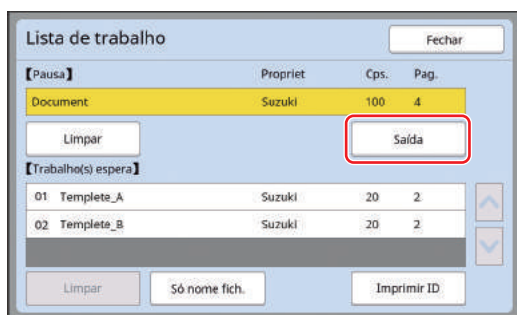 Lista de trabalho Fechar
【Pausa】 Propriet Cps. Pag.
Document Suzuki 100 4
Limpar Saída
【Trabalho(s) espera】
01 Templete_A Suzuki 20 2
02 Templete_B Suzuki 20 2
Limpar Só nome fich. Imprimir ID